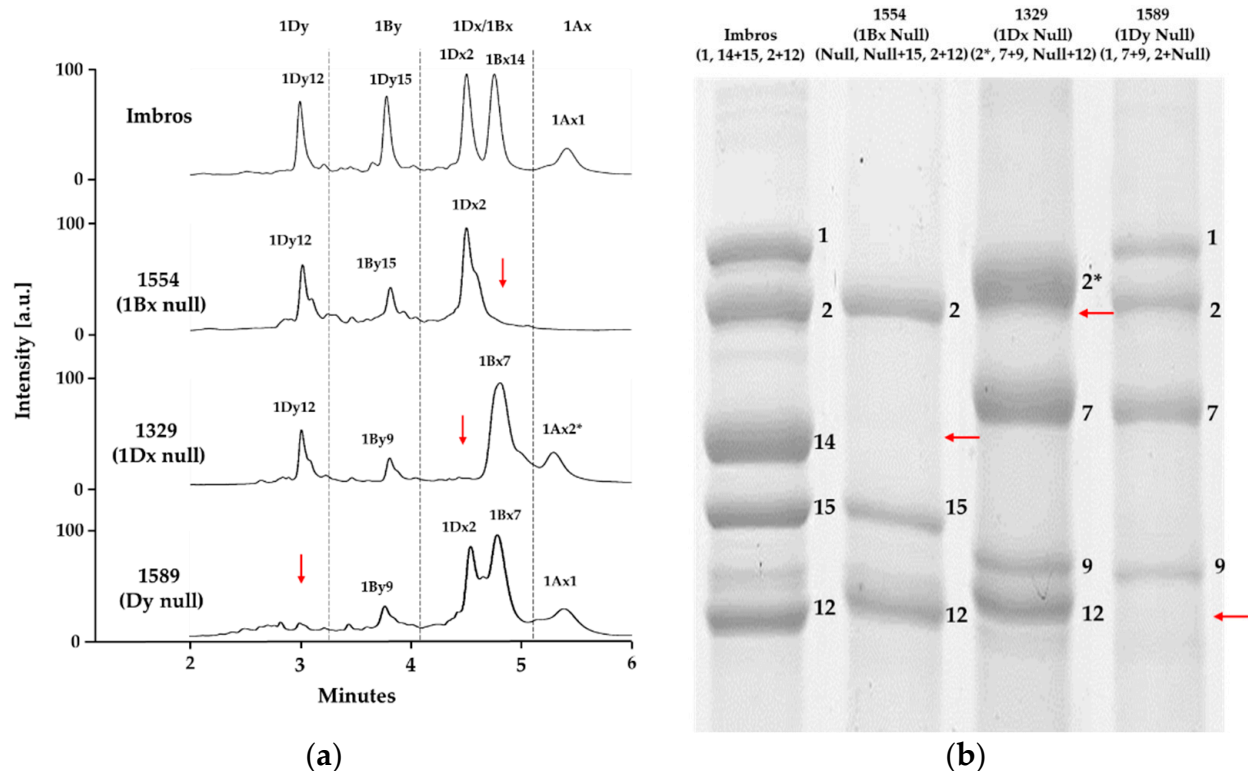 1Dy 1By 1Dx/1Bx 1Ax
Imbros
100
0
1Dy12
1Dy15
1Dx2
1Bx14
1Ax1
1554
(1Bx null)
100
0
1Dy12
1By15
1Dx2
1329
(1Dx null)
100
0
1Dy12
1By9
1Bx7
1Ax2*
1589
(Dy null)
100
0
1By9
1Dx2
1Bx7
1Ax1
Intensity [a.u.]
2 3 4 5 6
Minutes
(a)
Imbros
(1, 14+15, 2+12)
1554
(1Bx Null)
(Null, Null+15, 2+12)
1329
(1Dx Null)
(2*, 7+9, Null+12)
1589
(1Dy Null)
(1, 7+9, 2+Null)
1
2
14
15
12
2
15
12
2*
7
9
12
1
2
7
9
(b)